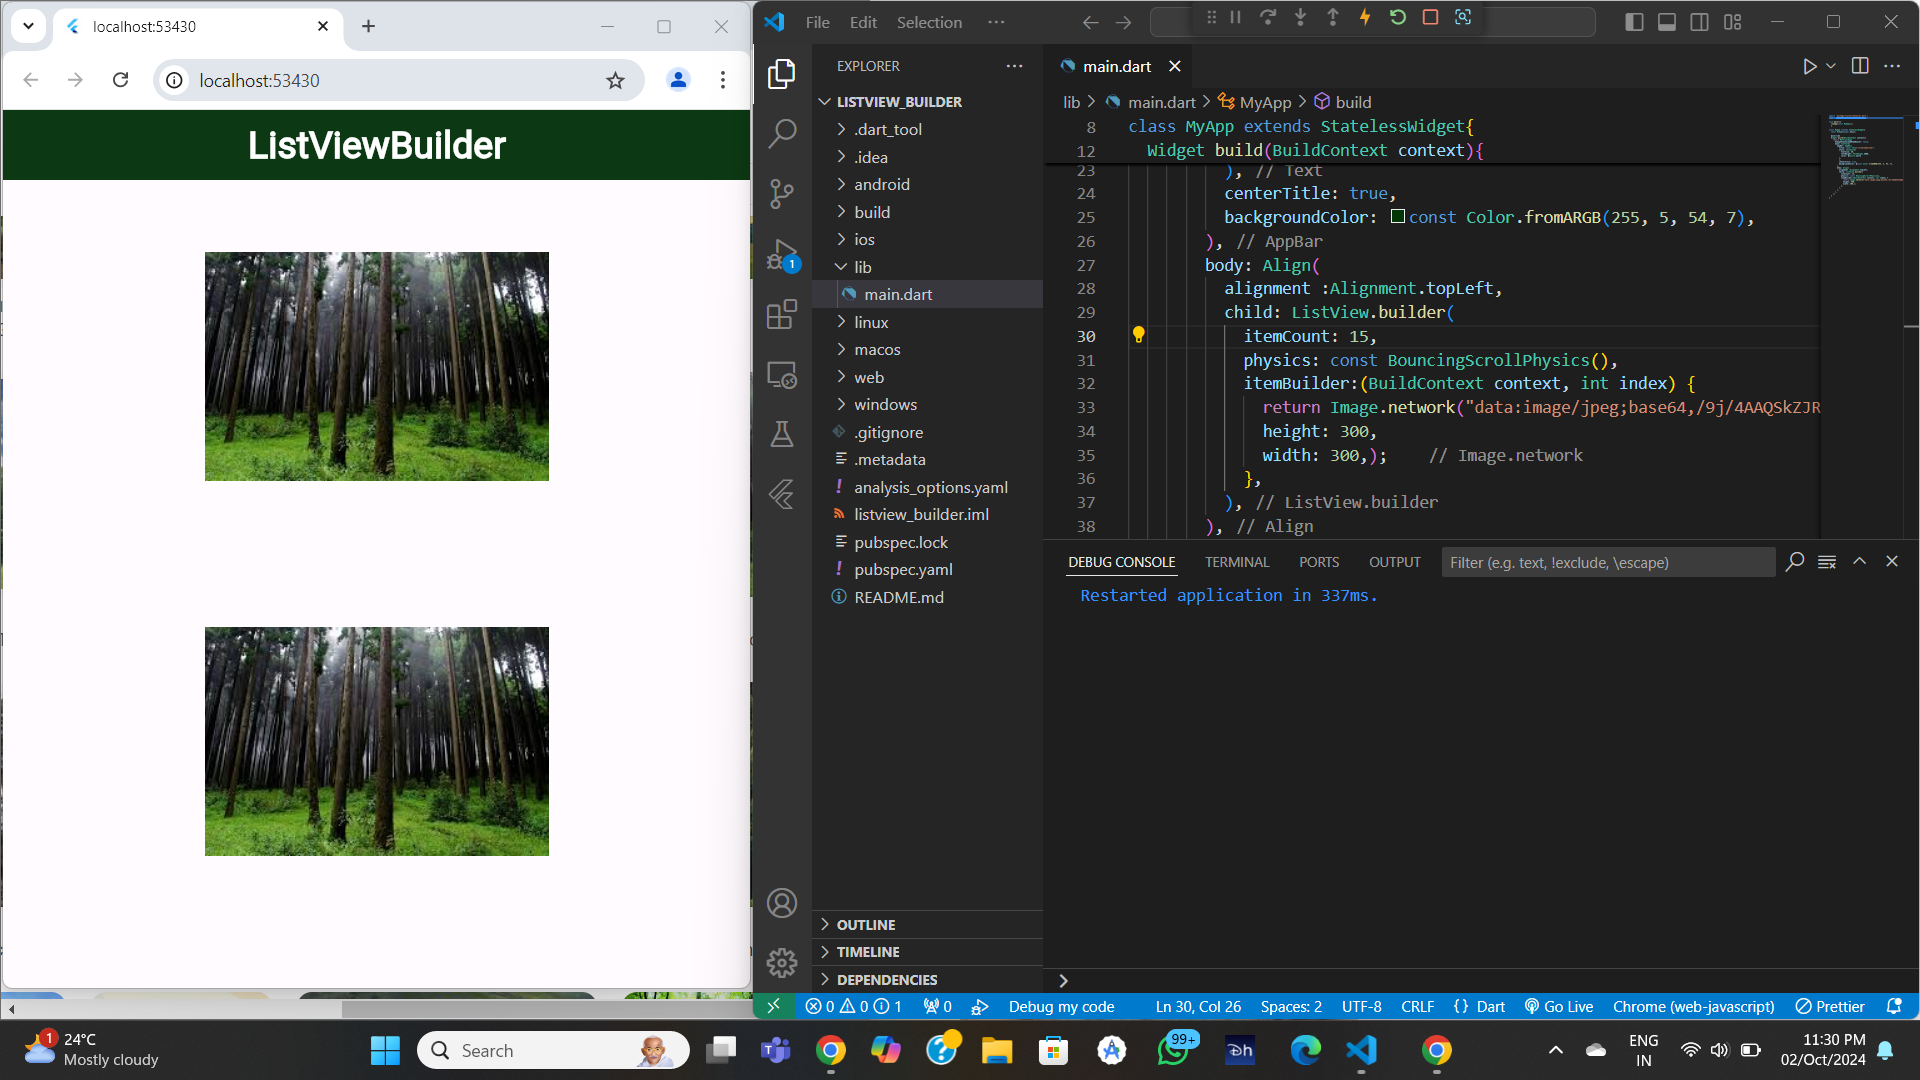 localhost:53430
localhost:53430
ListViewBuilder
File Edit Selection ...
EXPLORER
LISTVIEW_BUILDER
.dart_tool
.idea
android
build
ios
lib
main.dart
linux
macos
web
windows
.gitignore
.metadata
analysis_options.yaml
listview_builder.iml
pubspec.lock
pubspec.yaml
README.md
OUTLINE
TIMELINE
DEPENDENCIES
1
main.dart
lib > main.dart > MyApp > build
8 class MyApp extends StatelessWidget{
12 Widget build(BuildContext context){
23 ), // Text
24 centerTitle: true,
25 backgroundColor: const Color.fromARGB(255, 5, 54, 7),
26 ), // AppBar
27 body: Align(
28 alignment :Alignment.topLeft,
29 child: ListView.builder(
30 itemCount: 15,
31 physics: const BouncingScrollPhysics(),
32 itemBuilder:(BuildContext context, int index) {
33 return Image.network("data:image/jpeg;base64,/9j/4AAQSkZJR
34 height: 300,
35 width: 300,); // Image.network
36 },
37 ), // ListView.builder
38 ), // Align
DEBUG CONSOLE TERMINAL PORTS OUTPUT Filter (e.g. text, !exclude, \escape)
Restarted application in 337ms.
0 0 1 0 Debug my code Ln 30, Col 26 Spaces: 2 UTF-8 CRLF {} Dart Go Live Chrome (web-javascript) Prettier
1
24°C
Mostly cloudy
Search
99+
ENG
IN
11:30 PM
02/Oct/2024